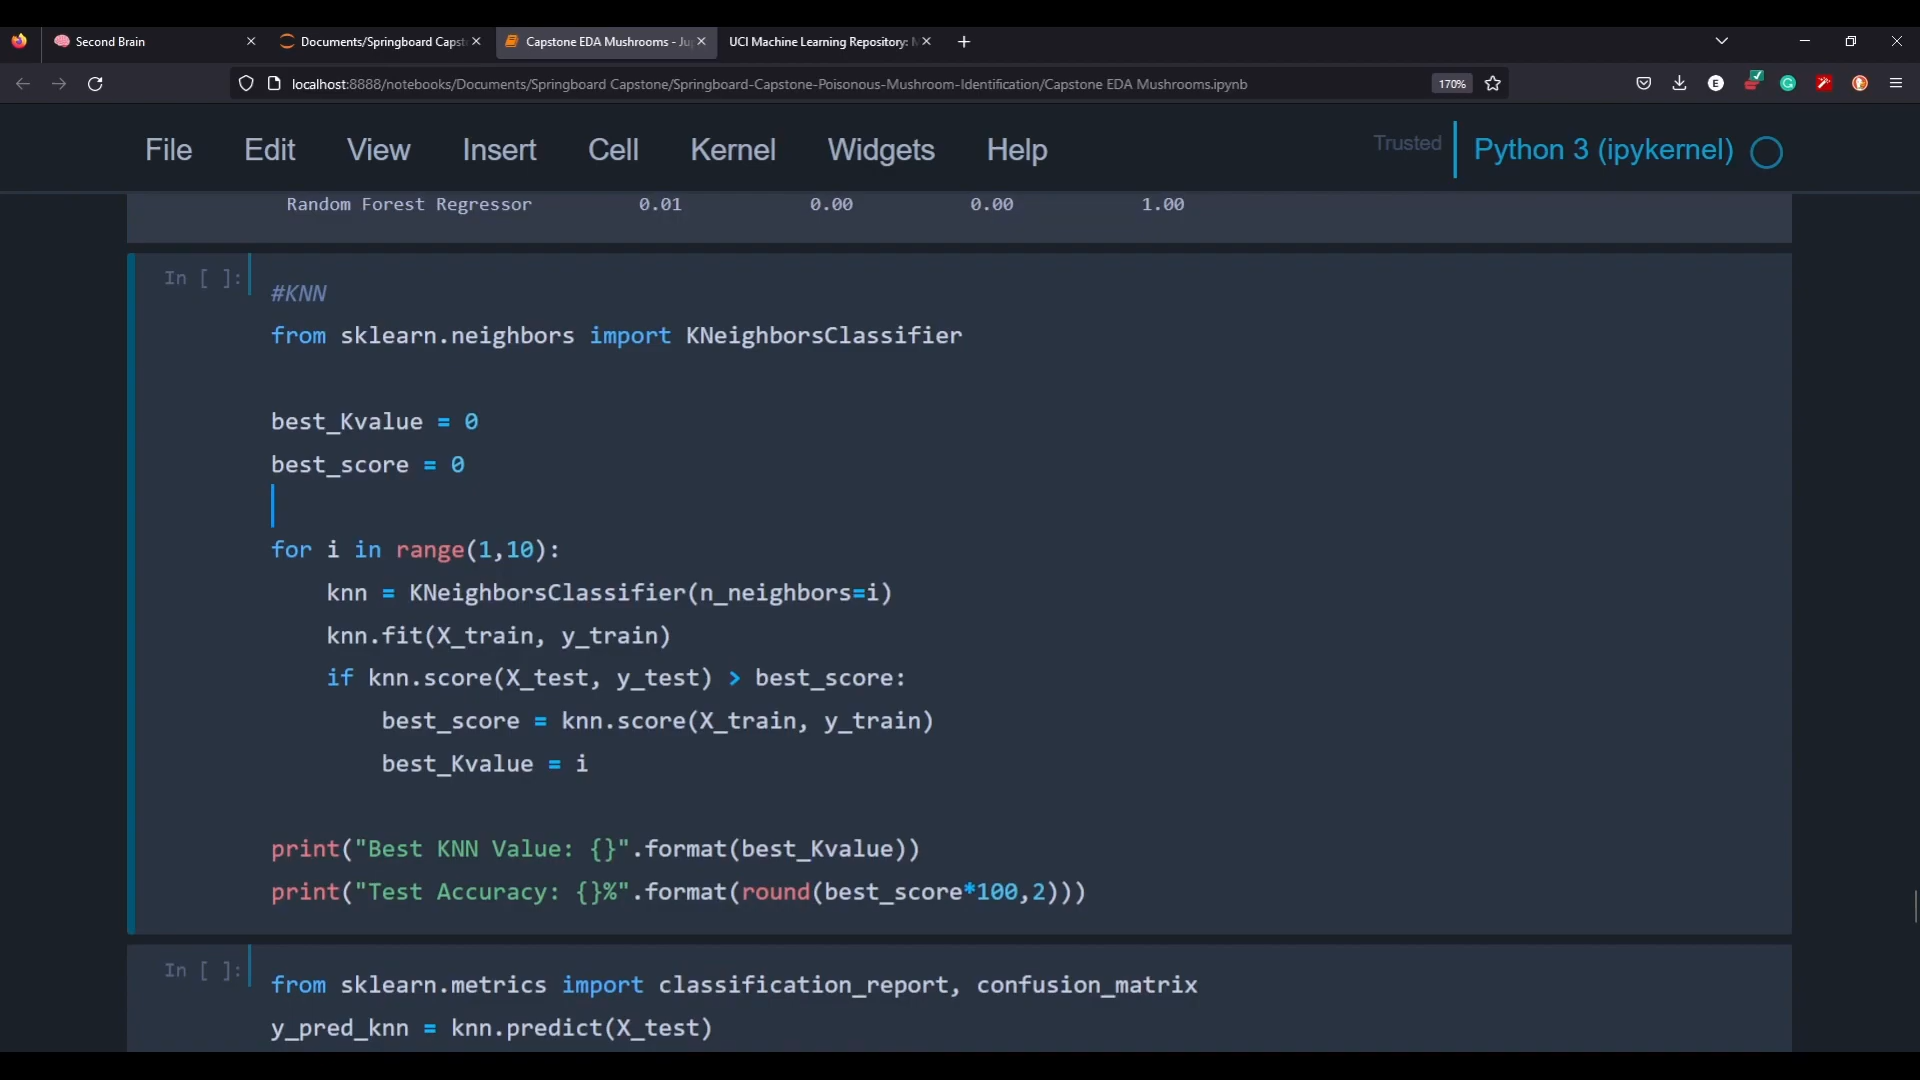 Second Brain
Documents/Springboard Capst
Capstone EDA Mushrooms - Ju
UCI Machine Learning Repository: M
localhost:8888/notebooks/Documents/Springboard Capstone/Springboard-Capstone-Poisonous-Mushroom-Identification/Capstone EDA Mushrooms.ipynb
170%
E
File Edit View Insert Cell Kernel Widgets Help
Trusted
Python 3 (ipykernel)
Random Forest Regressor 0.01 0.00 0.00 1.00
In [ ]:
#KNN
from sklearn.neighbors import KNeighborsClassifier
best_Kvalue = 0
best_score = 0
for i in range(1,10):
    knn = KNeighborsClassifier(n_neighbors=i)
    knn.fit(X_train, y_train)
    if knn.score(X_test, y_test) > best_score:
        best_score = knn.score(X_train, y_train)
        best_Kvalue = i
print("Best KNN Value: {}".format(best_Kvalue))
print("Test Accuracy: {}%".format(round(best_score*100,2)))
In [ ]:
from sklearn.metrics import classification_report, confusion_matrix
y_pred_knn = knn.predict(X_test)